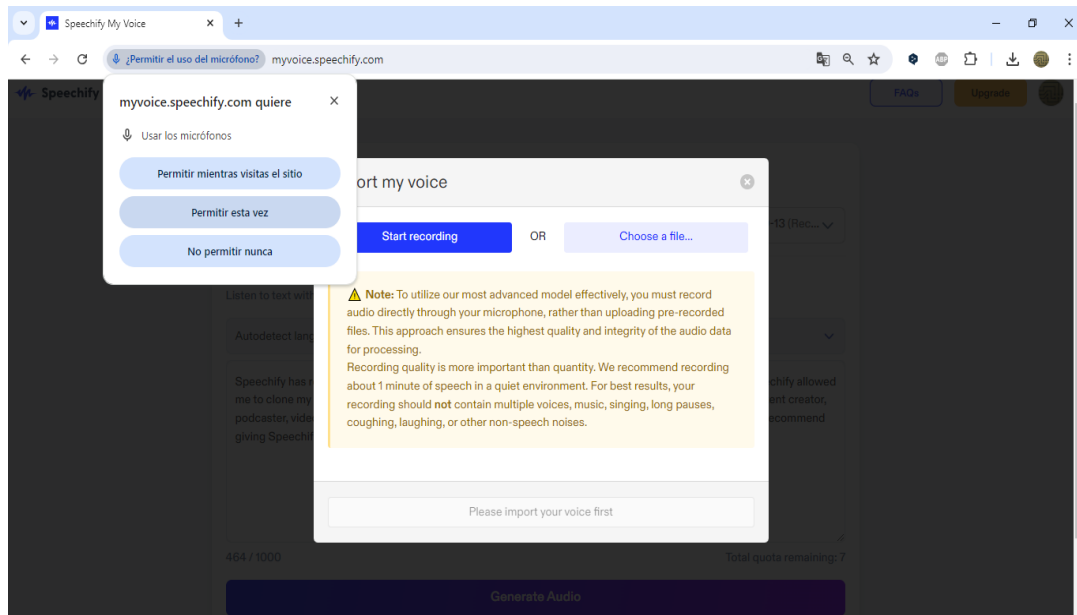 Speechify My Voice
¿Permitir el uso del micrófono? myvoice.speechify.com
ABP
Speechify
FAQs
Upgrade
myvoice.speechify.com quiere
Usar los micrófonos
Permitir mientras visitas el sitio
Permitir esta vez
No permitir nunca
ort my voice
Start recording OR Choose a file...
-13 (Rec...
Note: To utilize our most advanced model effectively, you must record
audio directly through your microphone, rather than uploading pre-recorded
files. This approach ensures the highest quality and integrity of the audio data
for processing.
Recording quality is more important than quantity. We recommend recording
about 1 minute of speech in a quiet environment. For best results, your
recording should not contain multiple voices, music, singing, long pauses,
coughing, laughing, or other non-speech noises.
Listen to text with
Autodetect lang
Speechify has chify allowed
me to clone my ent creator,
podcaster, vide ecommend
giving Speechif
Please import your voice first
464 / 1000 Total quota remaining: 7
Generate Audio